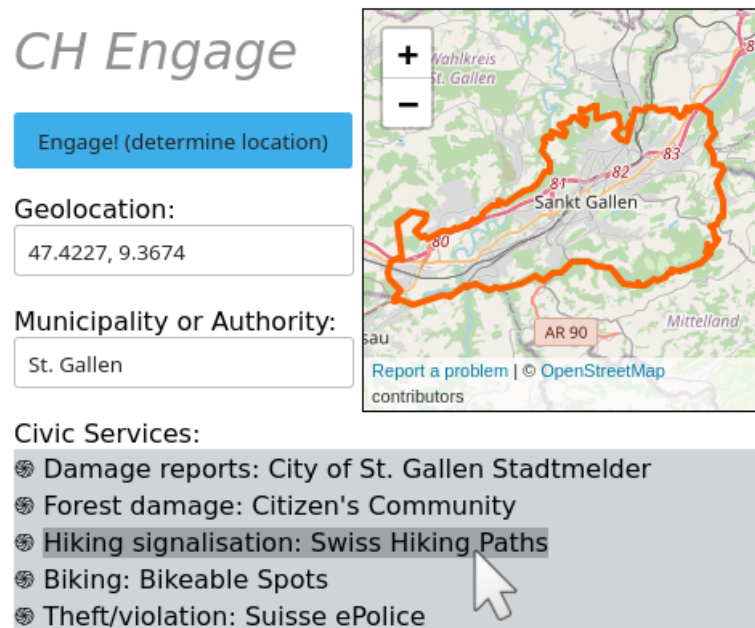 CH Engage
Engage! (determine location)
Geolocation:
47.4227, 9.3674
Municipality or Authority:
St. Gallen
+
−
Wahlkreis
St. Gallen
81
82
83
Sankt Gallen
80
AR 90
Mittelland
sau
Report a problem | © OpenStreetMap
contributors
Civic Services:
Damage reports: City of St. Gallen Stadtmelder
Forest damage: Citizen's Community
Hiking signalisation: Swiss Hiking Paths
Biking: Bikeable Spots
Theft/violation: Suisse ePolice